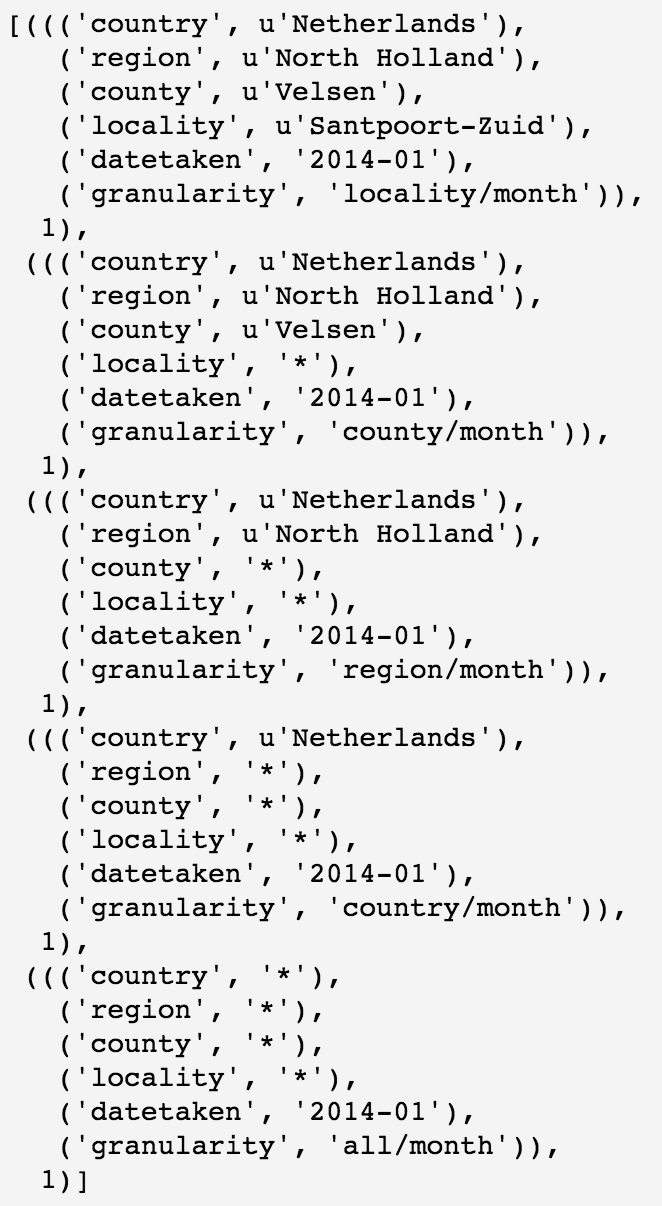 [((('country', u'Netherlands'),
('region', u'North Holland'),
('county', u'Velsen'),
('locality', u'Santpoort-Zuid'),
('datetaken', '2014-01'),
('granularity', 'locality/month')),
1),
((('country', u'Netherlands'),
('region', u'North Holland'),
('county', u'Velsen'),
('locality', '*'),
('datetaken', '2014-01'),
('granularity', 'county/month')),
1),
((('country', u'Netherlands'),
('region', u'North Holland'),
('county', '*'),
('locality', '*'),
('datetaken', '2014-01'),
('granularity', 'region/month')),
1),
((('country', u'Netherlands'),
('region', '*'),
('county', '*'),
('locality', '*'),
('datetaken', '2014-01'),
('granularity', 'country/month')),
1),
((('country', '*'),
('region', '*'),
('county', '*'),
('locality', '*'),
('datetaken', '2014-01'),
('granularity', 'all/month')),
1)]